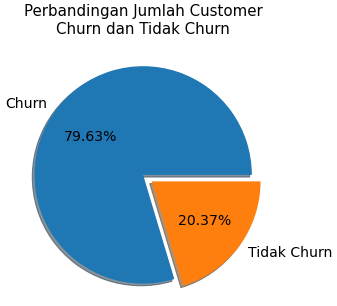 Perbandingan Jumlah Customer
Churn dan Tidak Churn
Churn
79.63%
20.37%
Tidak Churn